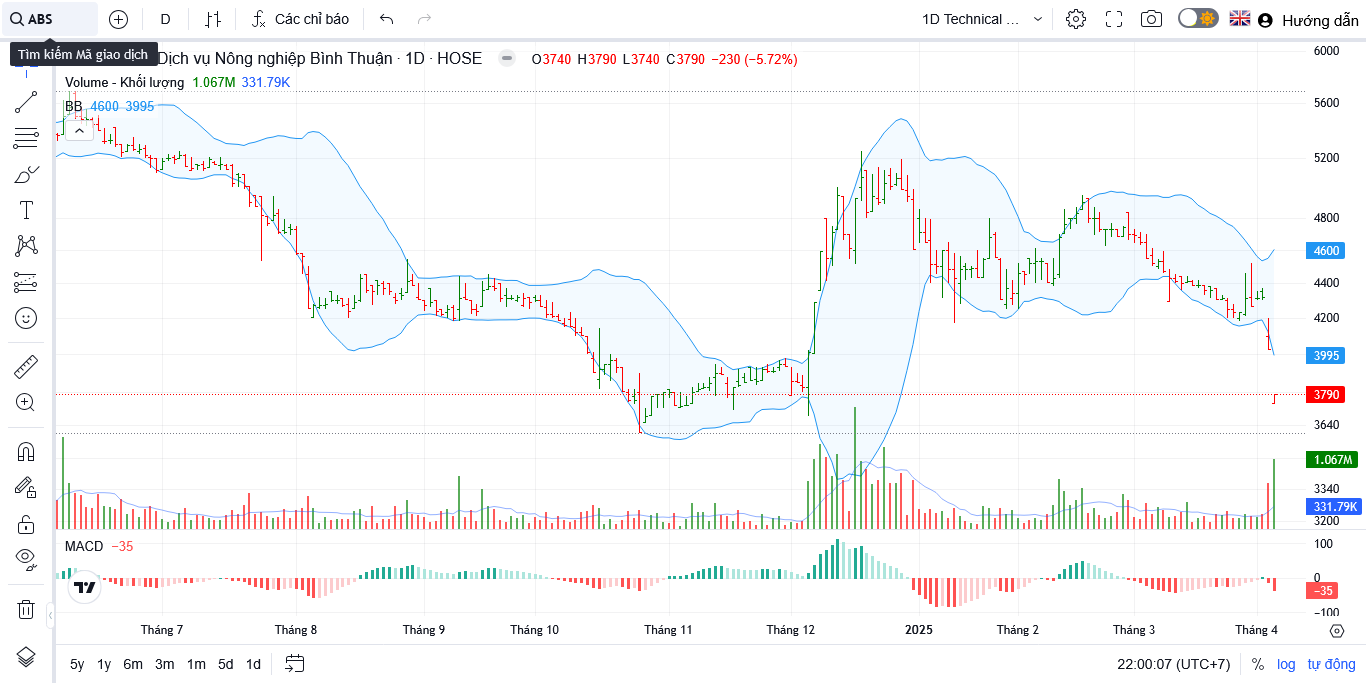 ABS
D
Các chỉ báo
1D Technical ...
Hướng dẫn
Tìm kiếm Mã giao dịch
Dịch vụ Nông nghiệp Bình Thuận · 1D · HOSE
O3740 H3790 L3740 C3790 −230 (−5.72%)
Volume - Khối lượng 1.067M 331.79K
BB 4600 3995
6000
5600
5200
4800
4600
4400
4200
3995
3790
3640
1.067M
3340
331.79K
3200
MACD −35
100
0
−35
−100
Tháng 7
Tháng 8
Tháng 9
Tháng 10
Tháng 11
Tháng 12
2025
Tháng 2
Tháng 3
Tháng 4
5y 1y 6m 3m 1m 5d 1d
22:00:07 (UTC+7)
% log tự động